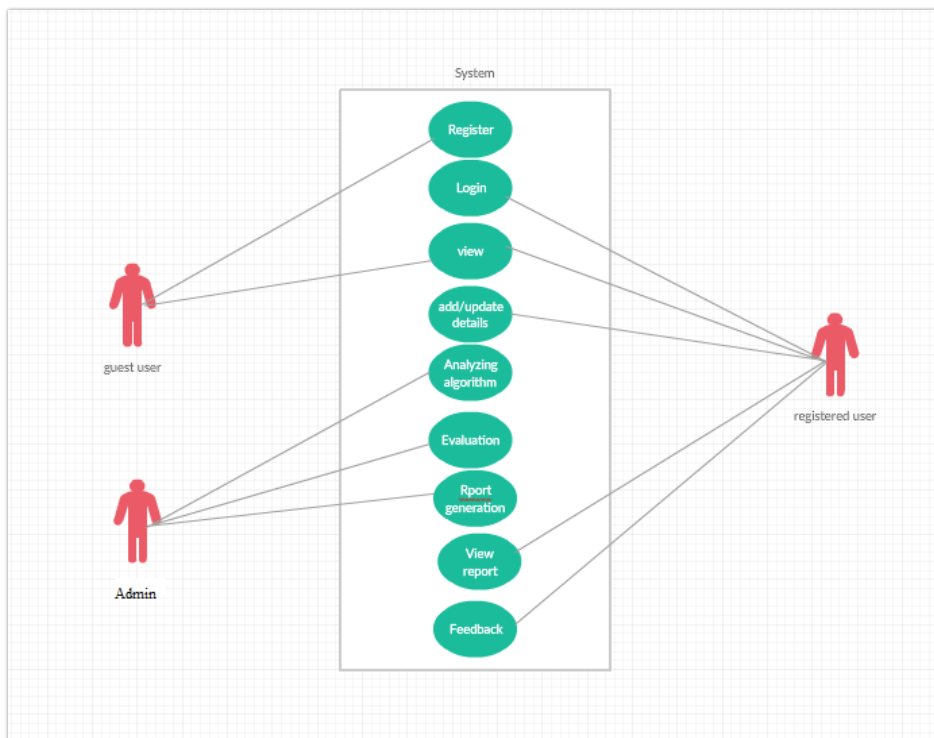 System
Register
Login
view
add/update
details
Analyzing
algorithm
Evaluation
Rport
generation
View
report
Feedback
guest user
Admin
registered user